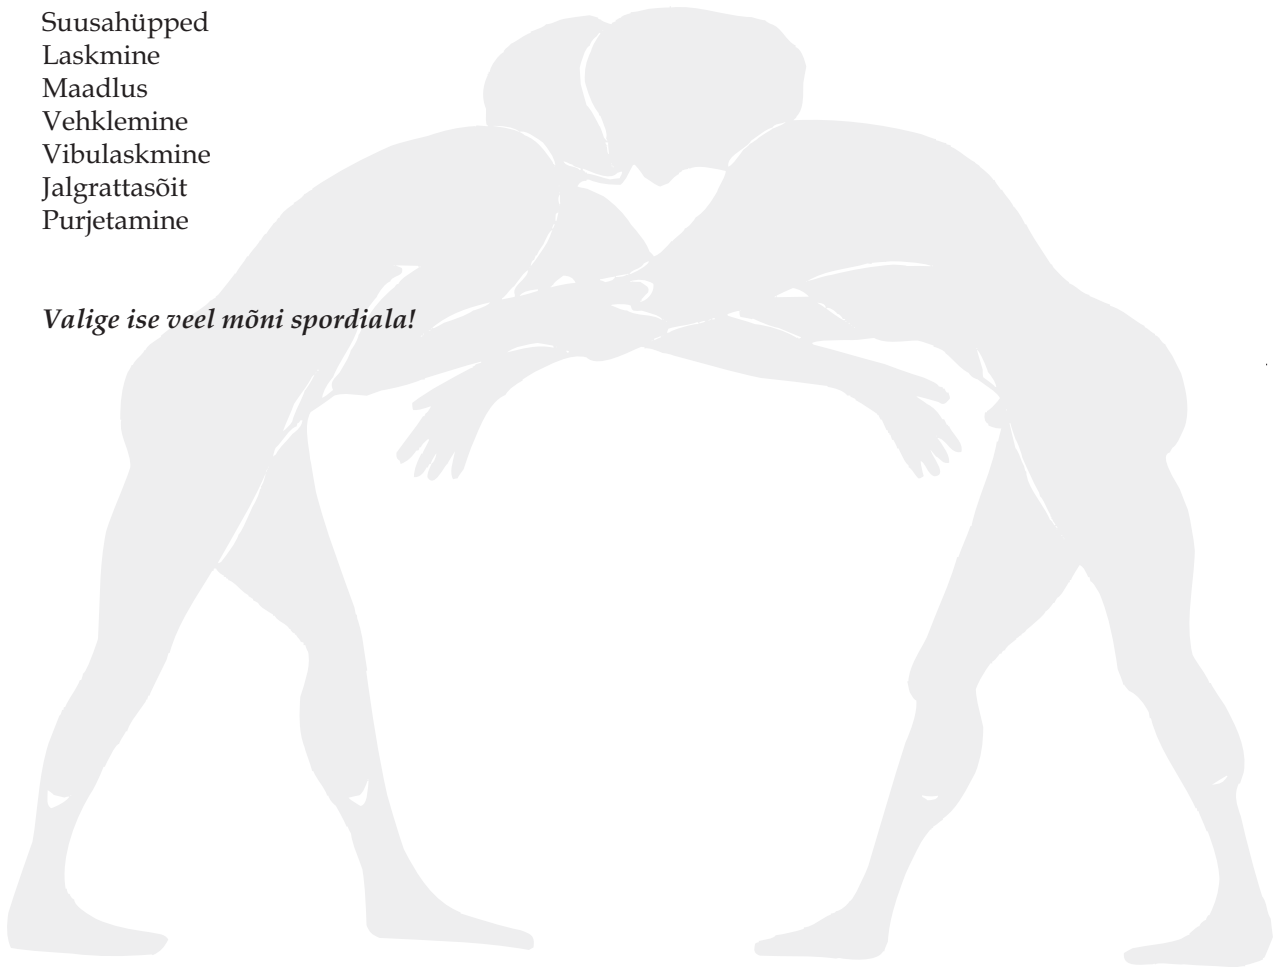 Suusahüpped
Laskmine
Maadlus
Vehklemine
Vibulaskmine
Jalgrattasõit
Purjetamine
Valige ise veel mõni spordiala!